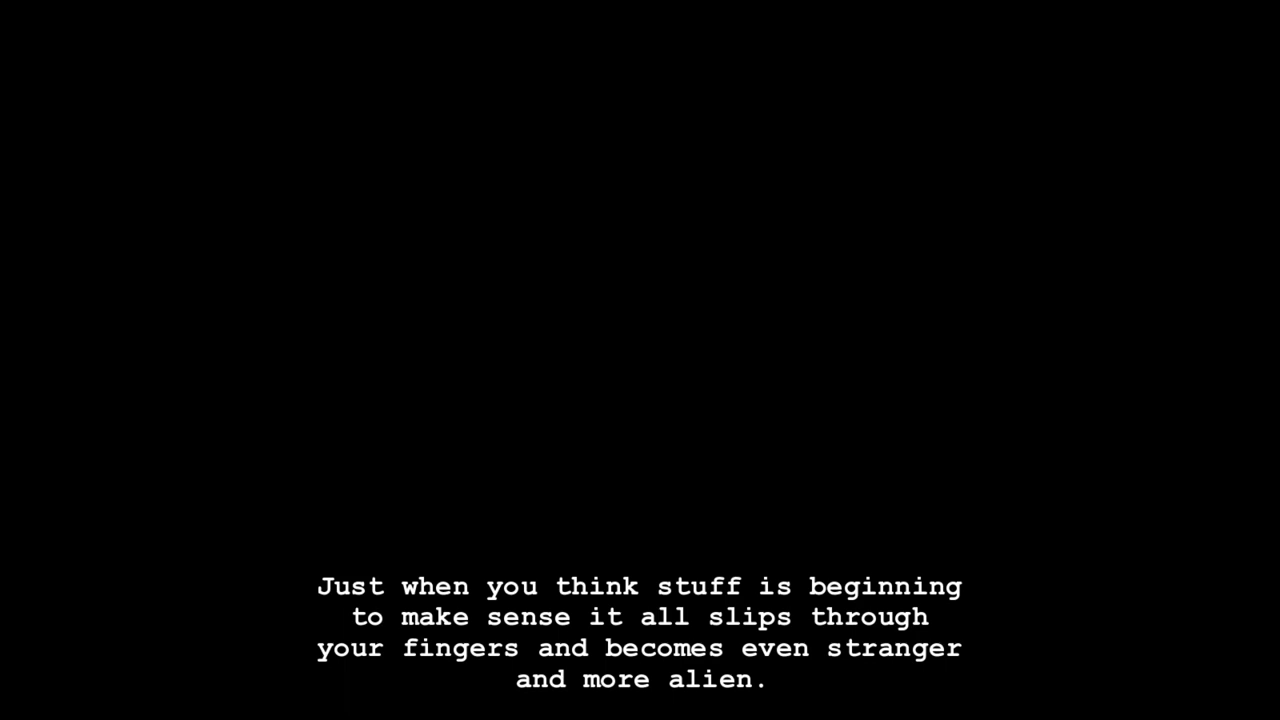 Just when you think stuff is beginning
to make sense it all slips through
your fingers and becomes even stranger
and more alien.